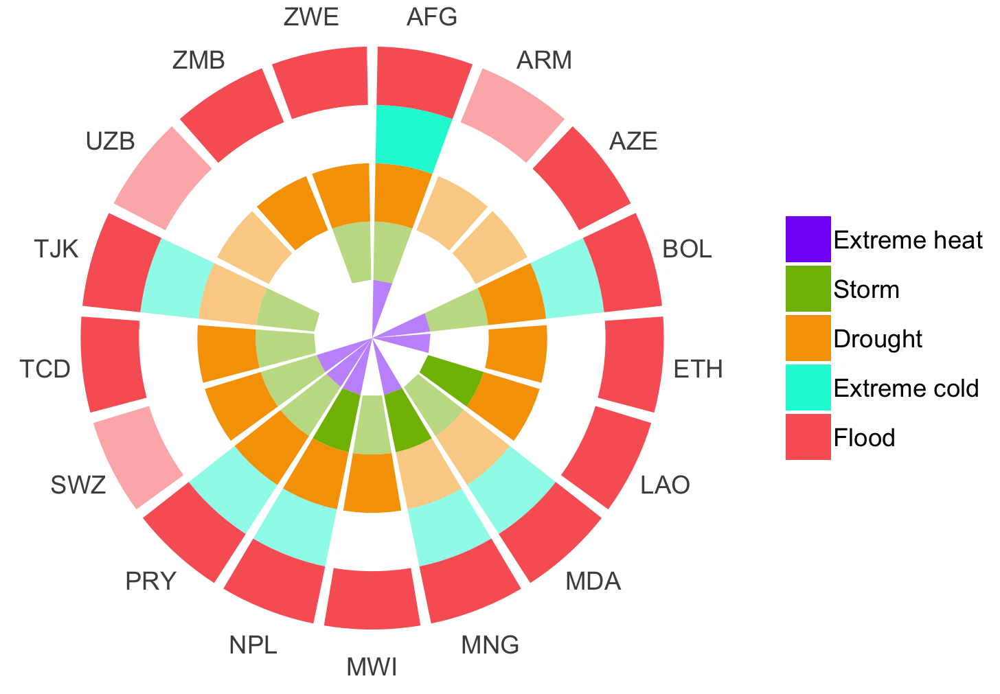 ZWE
AFG
ZMB
ARM
UZB
AZE
TJK
BOL
TCD
ETH
SWZ
LAO
PRY
MDA
NPL
MNG
MWI
Extreme heat
Storm
Drought
Extreme cold
Flood